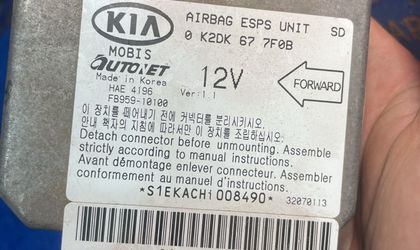 KIA
AIRBAG ESPS UNIT SD
0 K2DK 67 7F0B
MOBIS
AUTONET
12V
FORWARD
Made in Korea
HAE 4196
Ver : 1.1
FB959-10100
이 장치를 떼어내기 전에 커넥터를 분리시키시오.
안내 책자의 지침에 따라서만 이 장치를 조립하십시오.
Detach connector before unmounting. Assemble
strictly according to manual instructions.
Avant démontage enlever connecteur. Assembler
conformement au manuel d'instructions.
*S1EKACHi008490* 32070113